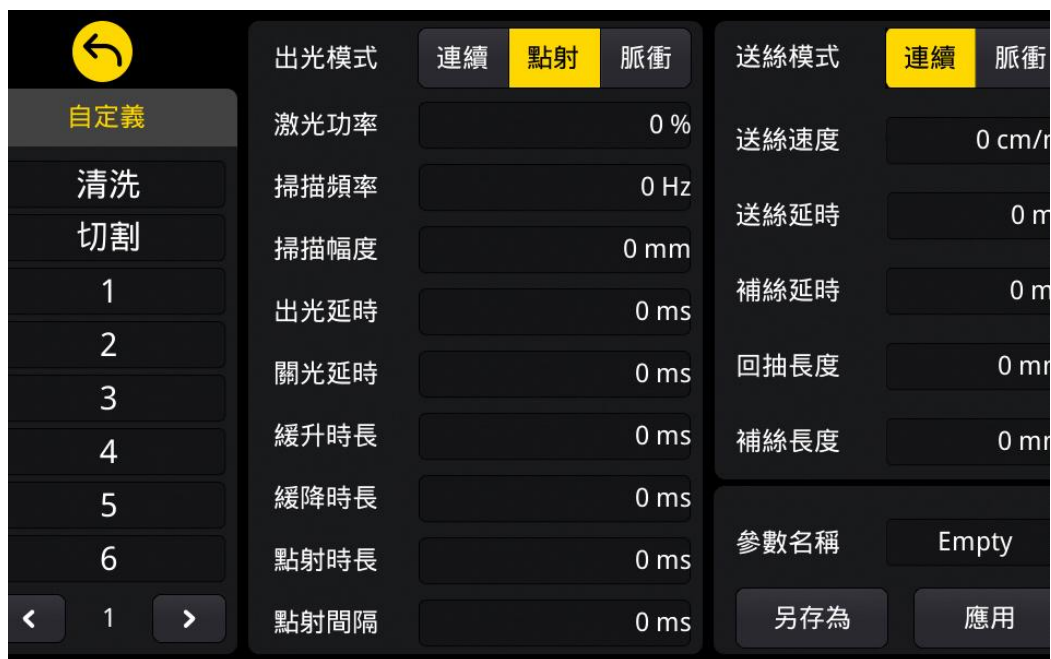 自定義
清洗
切割
1
2
3
4
5
6
1
出光模式 連續 點射 脈衝
激光功率 0 %
掃描頻率 0 Hz
掃描幅度 0 mm
出光延時 0 ms
關光延時 0 ms
緩升時長 0 ms
緩降時長 0 ms
點射時長 0 ms
點射間隔 0 ms
送絲模式 連續 脈衝
送絲速度 0 cm/
送絲延時 0
補絲延時 0
回抽長度 0 m
補絲長度 0 m
參數名稱 Empty
另存為 應用